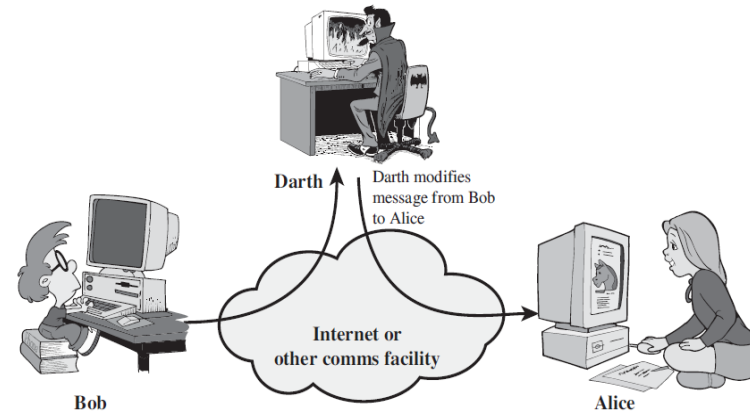 Darth
Darth modifies
message from Bob
to Alice
Internet or
other comms facility
Bob
Alice